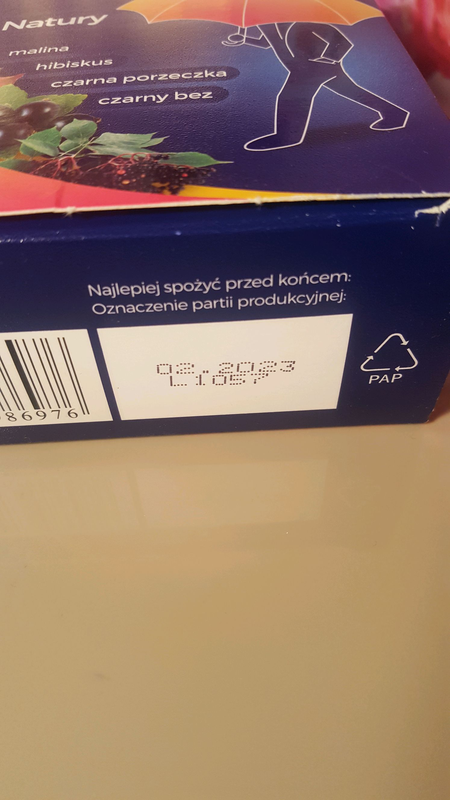 Natury
malina
hibiskus
czarna porzeczka
czarny bez
Najlepiej spożyć przed końcem:
Oznaczenie partii produkcyjnej:
02.2023
L1057
86976
PAP